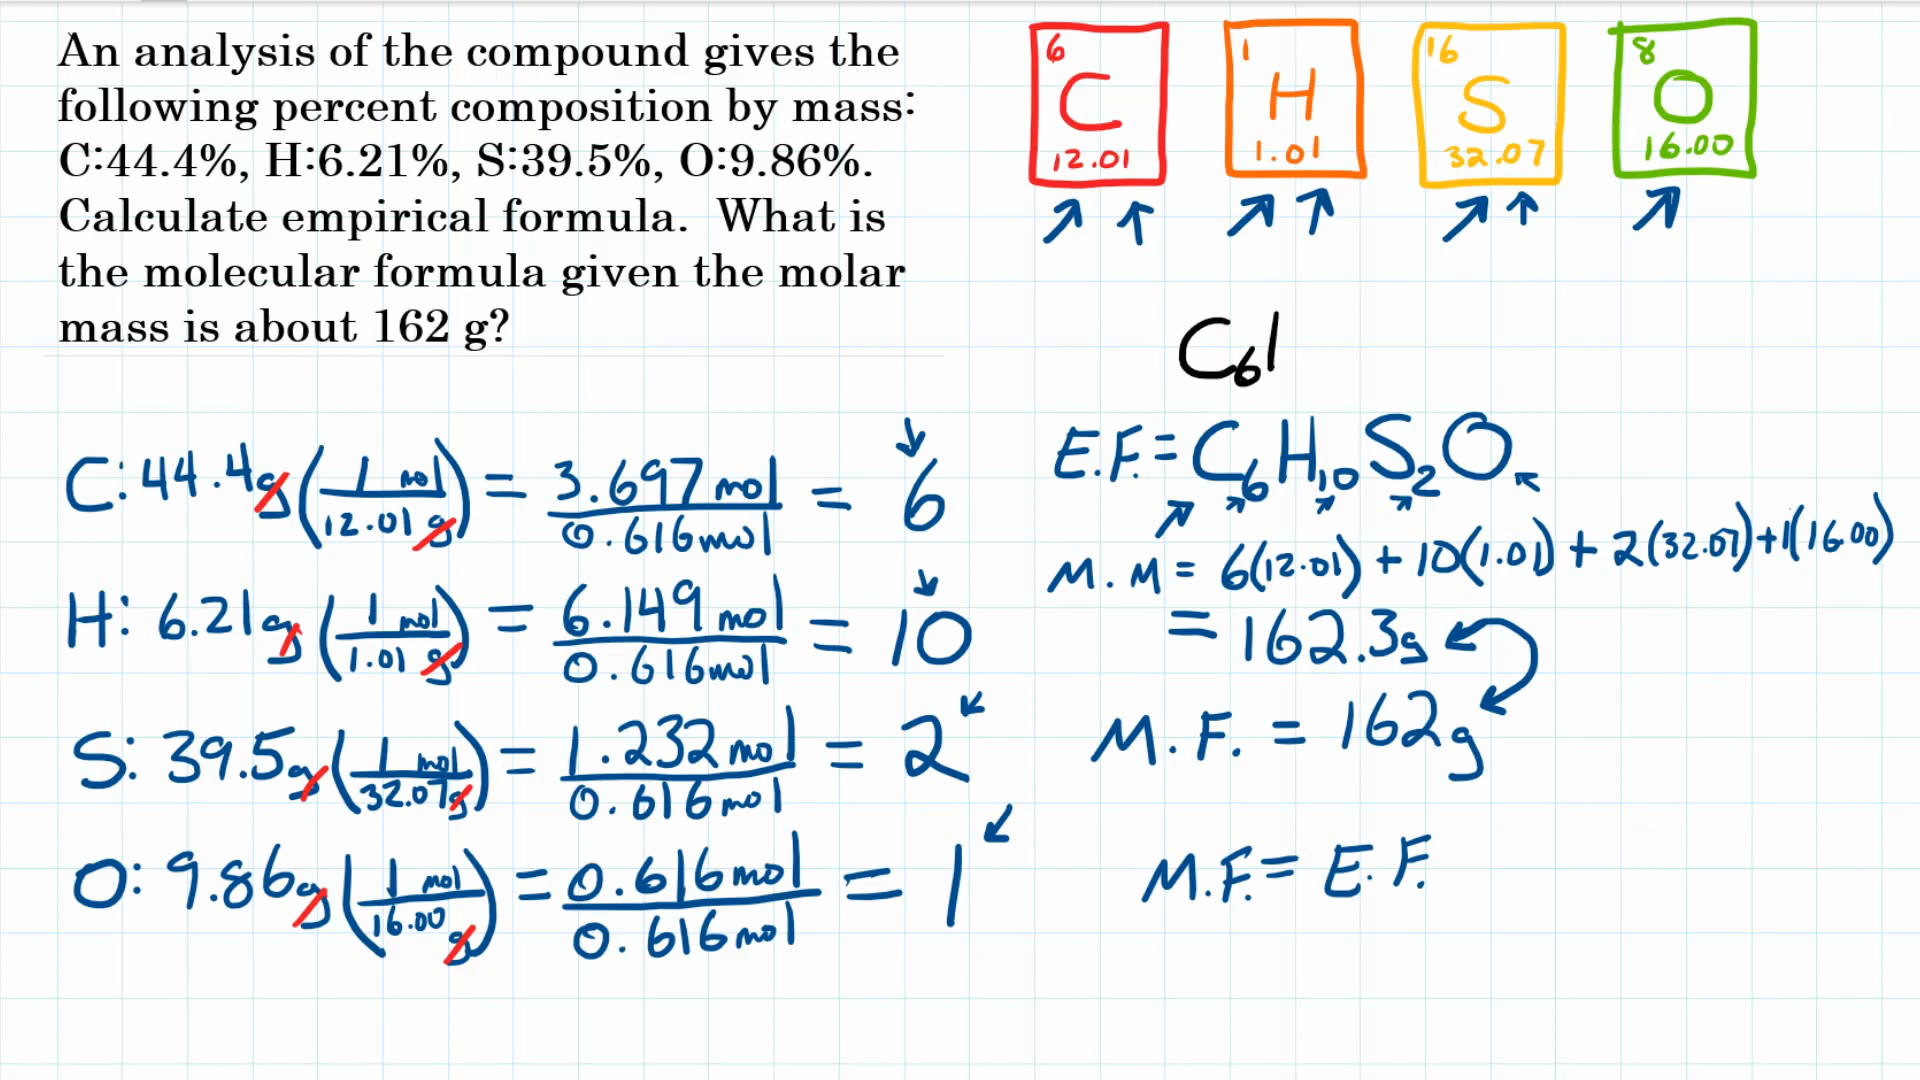 An analysis of the compound gives the
following percent composition by mass:
C:44.4%, H:6.21%, S:39.5%, O:9.86%.
Calculate empirical formula.  What is
the molecular formula given the molar
mass is about 162 g?
6
C
12.01
1
H
1.01
16
S
32.07
8
O
16.00
C₆l
C: 44.4g (1 mol / 12.01 g) = 3.697 mol / 0.616 mol = 6
H: 6.21g (1 mol / 1.01 g) = 6.149 mol / 0.616 mol = 10
S: 39.5g (1 mol / 32.07g) = 1.232 mol / 0.616 mol = 2
O: 9.86g (1 mol / 16.00 g) = 0.616 mol / 0.616 mol = 1
E.F. = C₆H₁₀S₂O
M.M = 6(12.01) + 10(1.01) + 2(32.07) + 1(16.00)
= 162.3g
M.F. = 162g
M.F. = E.F.